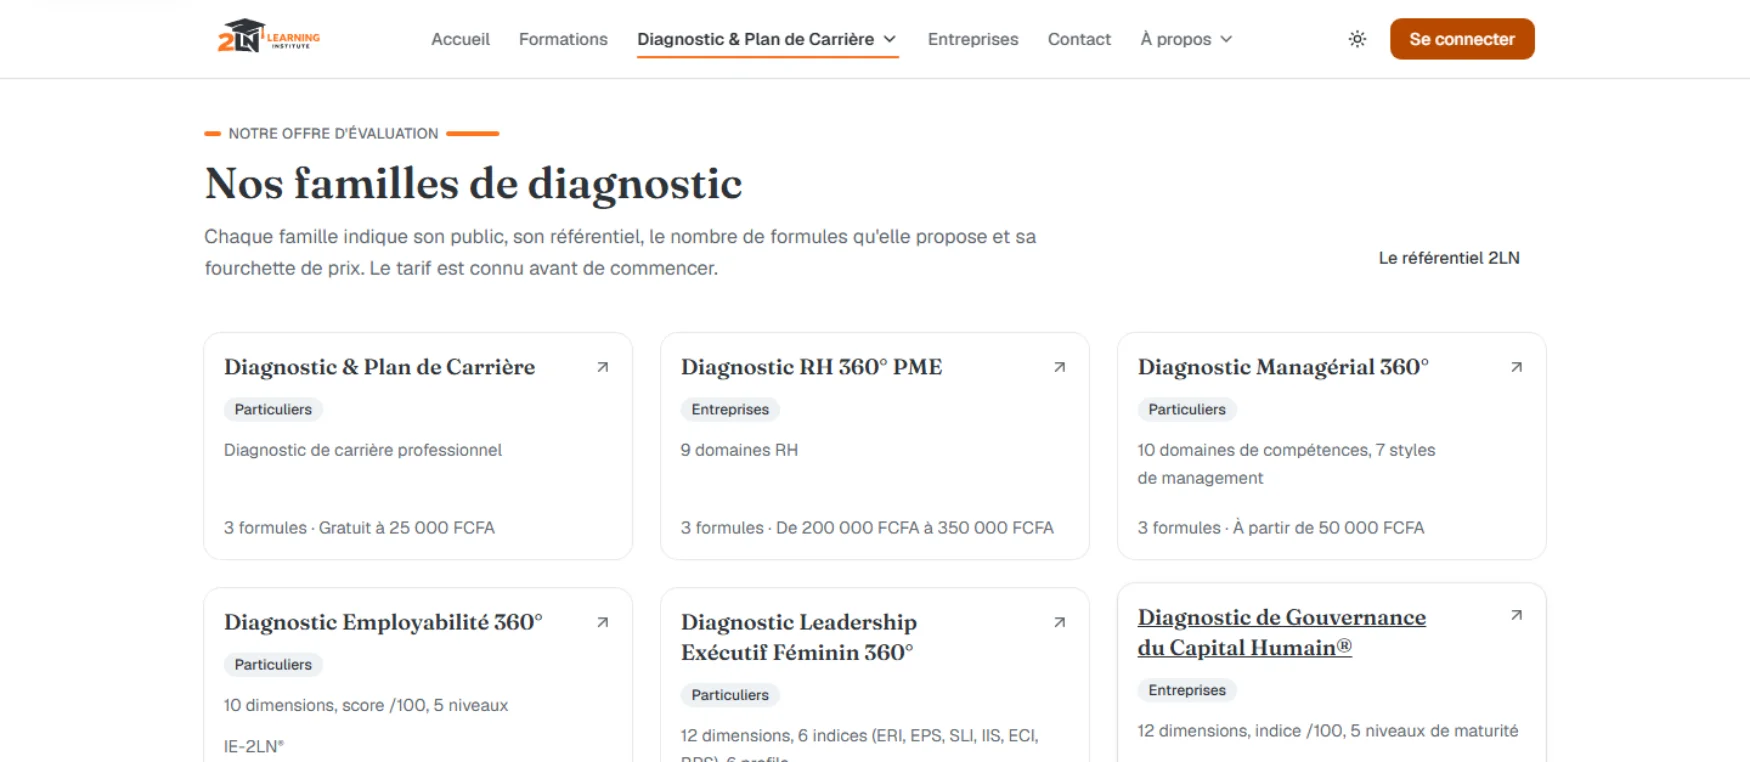 2LN LEARNING INSTITUTE
Accueil
Formations
Diagnostic & Plan de Carrière
Entreprises
Contact
À propos
Se connecter
NOTRE OFFRE D'ÉVALUATION
Nos familles de diagnostic
Chaque famille indique son public, son référentiel, le nombre de formules qu'elle propose et sa
fourchette de prix. Le tarif est connu avant de commencer.
Le référentiel 2LN
Diagnostic & Plan de Carrière
Particuliers
Diagnostic de carrière professionnel
3 formules · Gratuit à 25 000 FCFA
Diagnostic RH 360° PME
Entreprises
9 domaines RH
3 formules · De 200 000 FCFA à 350 000 FCFA
Diagnostic Managérial 360°
Particuliers
10 domaines de compétences, 7 styles
de management
3 formules · À partir de 50 000 FCFA
Diagnostic Employabilité 360°
Particuliers
10 dimensions, score /100, 5 niveaux
IE-2LN®
Diagnostic Leadership
Exécutif Féminin 360°
Particuliers
12 dimensions, 6 indices (ERI, EPS, SLI, IIS, ECI,
Diagnostic de Gouvernance
du Capital Humain®
Entreprises
12 dimensions, indice /100, 5 niveaux de maturité